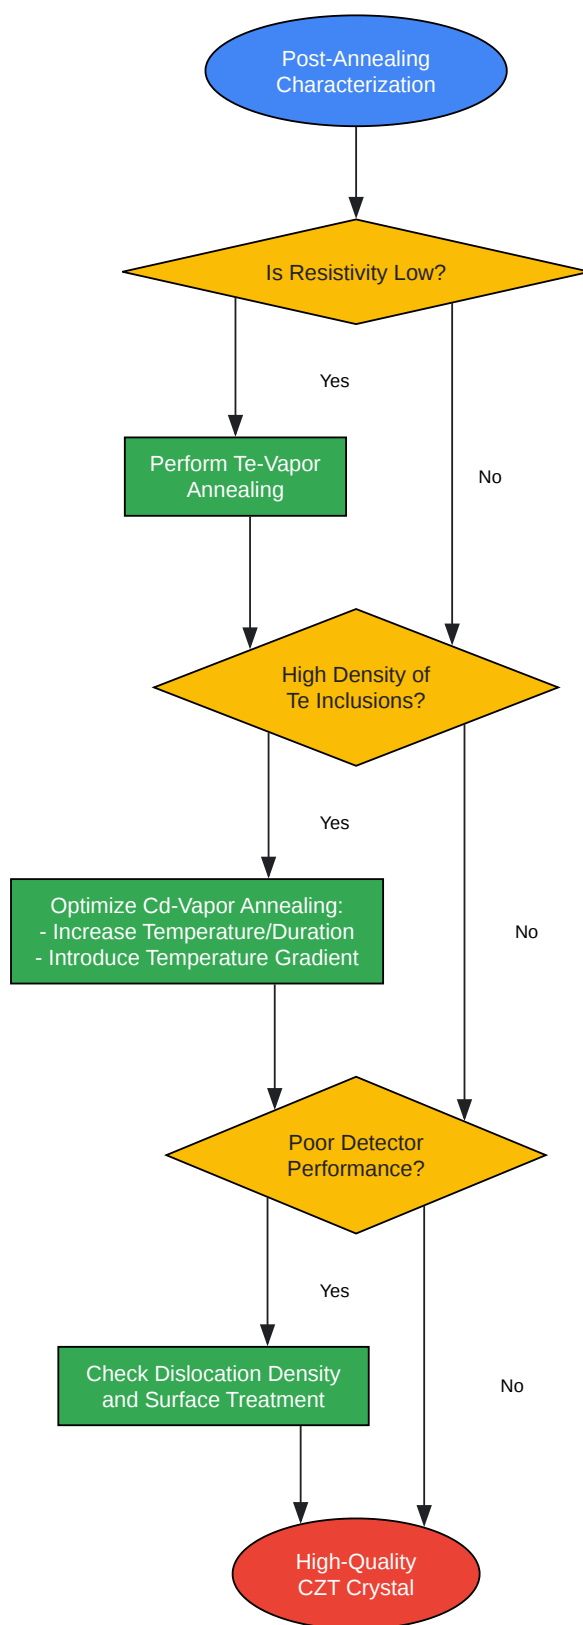 Post-Annealing
Characterization
Is Resistivity Low?
Yes
Perform Te-Vapor
Annealing
No
High Density of
Te Inclusions?
Yes
Optimize Cd-Vapor Annealing:
- Increase Temperature/Duration
- Introduce Temperature Gradient
No
Poor Detector
Performance?
Yes
Check Dislocation Density
and Surface Treatment
No
High-Quality
CZT Crystal